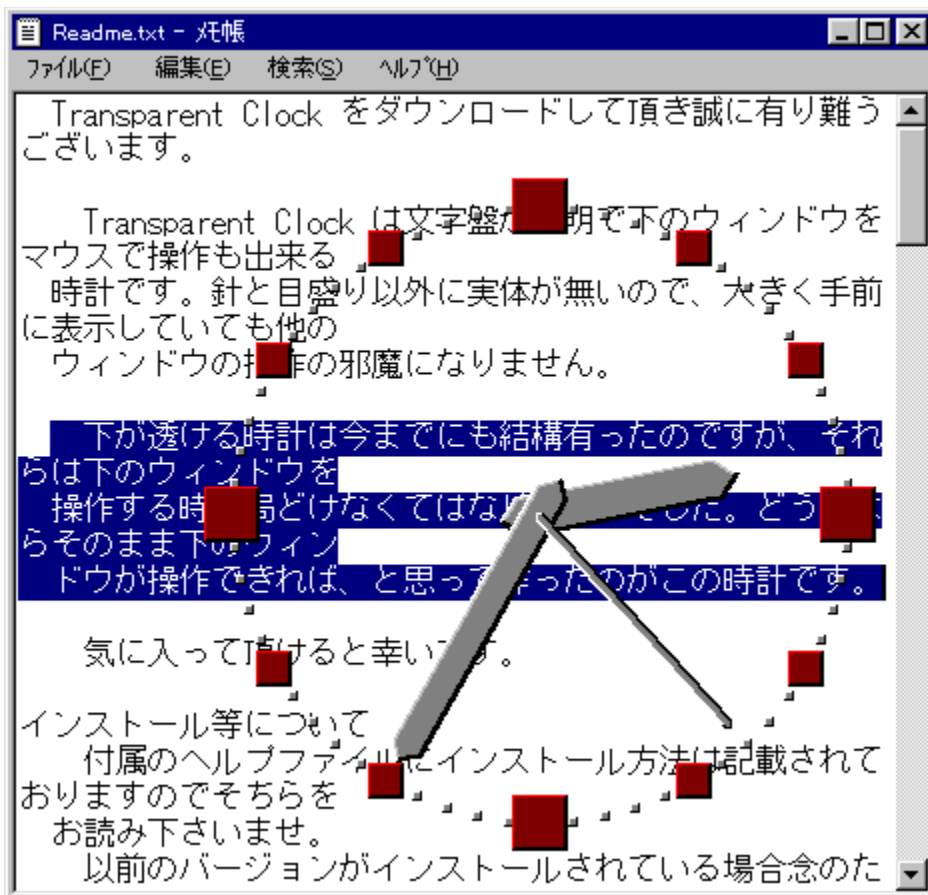 Readme.txt - メモ帳
ファイル(F) 編集(E) 検索(S) ヘルプ(H)
Transparent Clock をダウンロードして頂き誠に有り難う
ございます。
Transparent Clock は文字盤が 明で下のウィンドウを
マウスで操作も出来る
時計です。針と目盛り以外に実体が無いので、大きく手前
に表示していても他の
ウィンドウの操作の邪魔になりません。
下が透ける時計は今までにも結構有ったのですが、それ
らは下のウィンドウを
操作する時 局どけなくてはな した。どう
らそのまま下のウィン
ドウが操作できれば、と思って作ったのがこの時計です。
気に入って頂けると幸いです。
インストール等について
付属のヘルプファイルにインストール方法は記載されて
おりますのでそちらを
お読み下さいませ。
以前のバージョンがインストールされている場合念のた